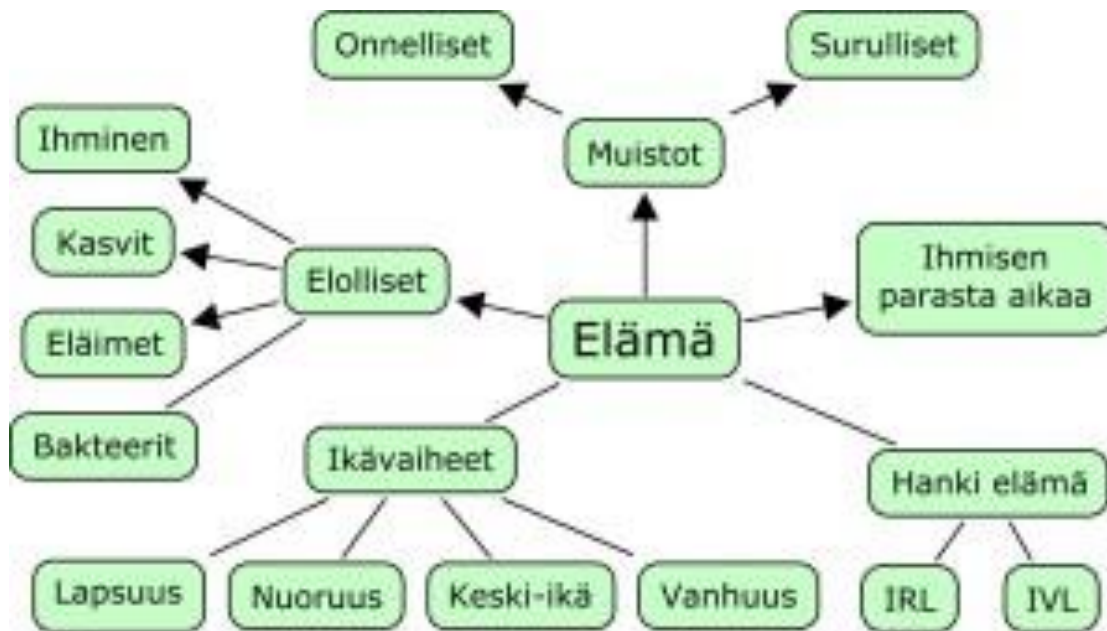 Onnelliset
Surulliset
Ihminen
Muistot
Kasvit
Elolliset
Ihmisen
parasta aikaa
Eläimet
Elämä
Bakteerit
Ikävaiheet
Hanki elämä
Lapsuus
Nuoruus
Keski-ikä
Vanhuus
IRL
IVL